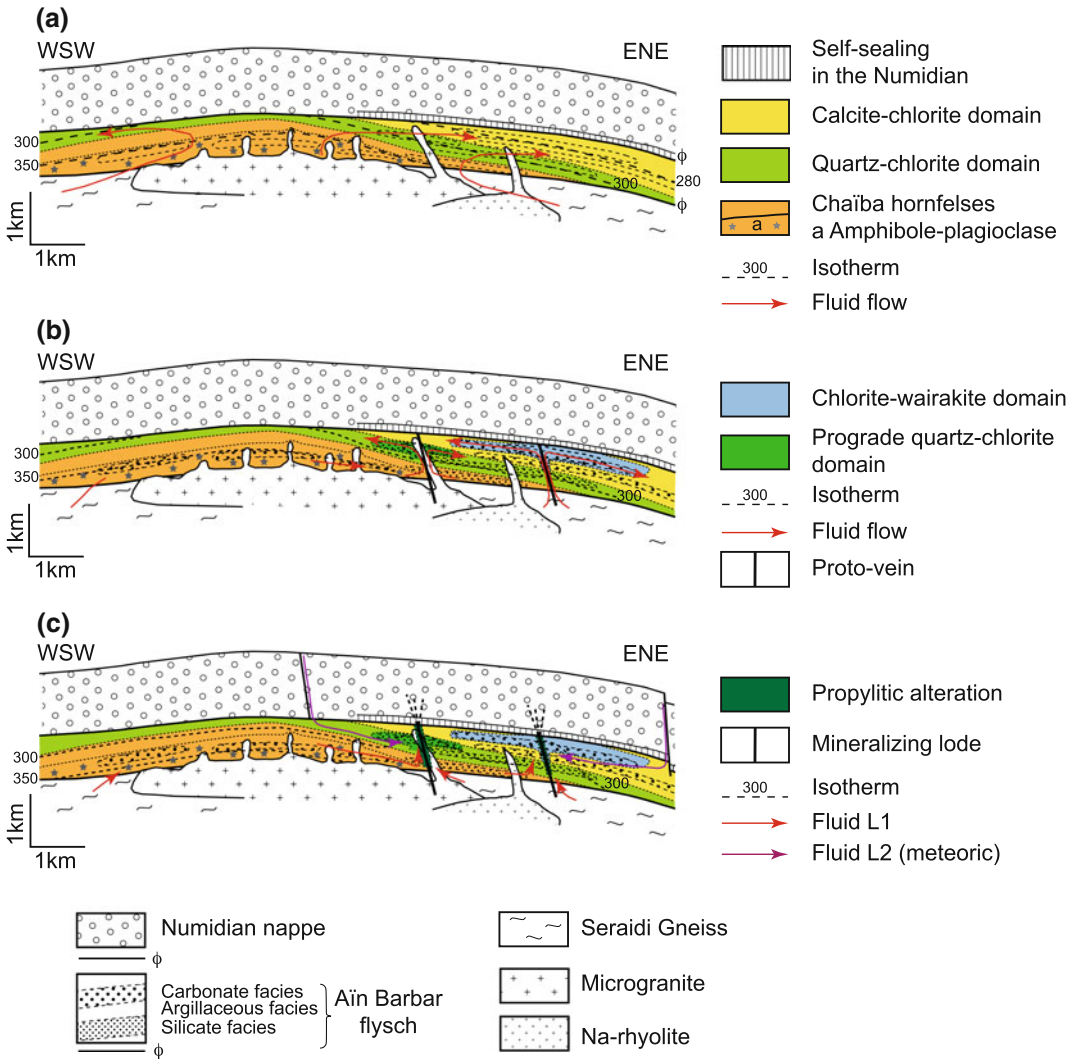 (a)
WSW
ENE
300
350
ϕ
280
300
ϕ
1km
1km
Self-sealing
in the Numidian
Calcite-chlorite domain
Quartz-chlorite domain
Chaïba hornfelses
a
a Amphibole-plagioclase
300
Isotherm
Fluid flow
(b)
WSW
ENE
300
350
300
1km
1km
Chlorite-wairakite domain
Prograde quartz-chlorite
domain
300
Isotherm
Fluid flow
Proto-vein
(c)
WSW
ENE
300
350
300
1km
1km
Propylitic alteration
Mineralizing lode
300
Isotherm
Fluid L1
Fluid L2 (meteoric)
Numidian nappe
ϕ
Carbonate facies
Argillaceous facies
Silicate facies
Aïn Barbar
flysch
ϕ
Seraidi Gneiss
Microgranite
Na-rhyolite